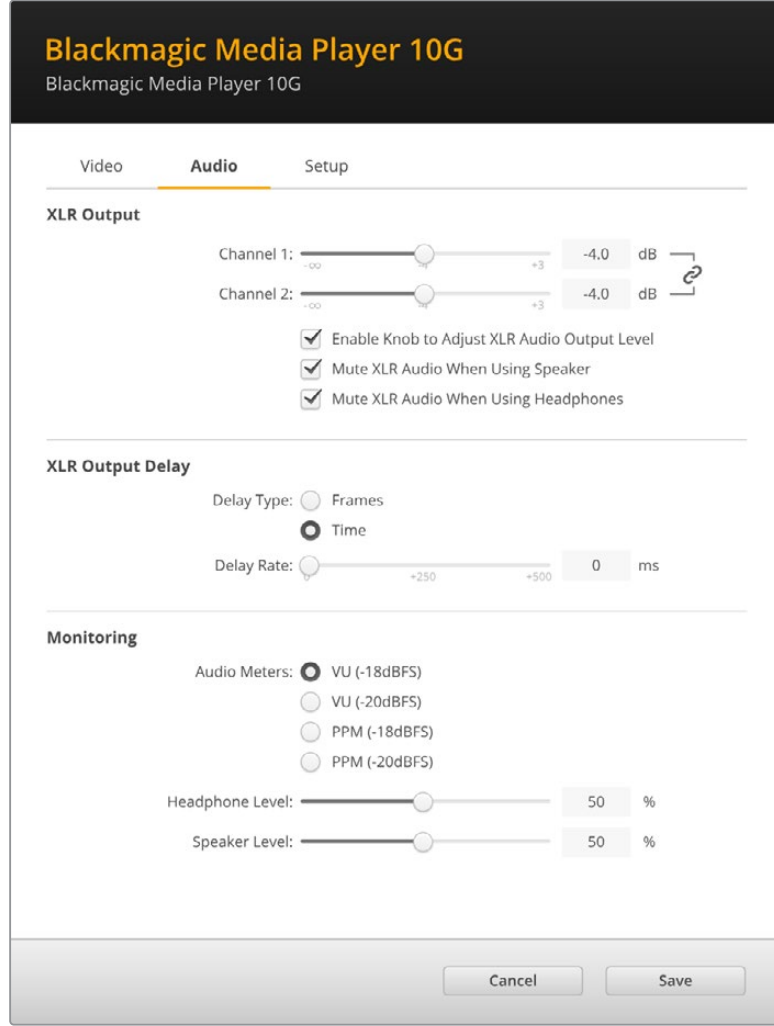 Blackmagic Media Player 10G
Blackmagic Media Player 10G
Video Audio Setup
XLR Output
Channel 1: -4.0 dB
-∞ -4 +3
Channel 2: -4.0 dB
-∞ -4 +3
Enable Knob to Adjust XLR Audio Output Level
Mute XLR Audio When Using Speaker
Mute XLR Audio When Using Headphones
XLR Output Delay
Delay Type: Frames
Time
Delay Rate: 0 ms
0 +250 +500
Monitoring
Audio Meters: VU (-18dBFS)
VU (-20dBFS)
PPM (-18dBFS)
PPM (-20dBFS)
Headphone Level: 50 %
Speaker Level: 50 %
Cancel Save